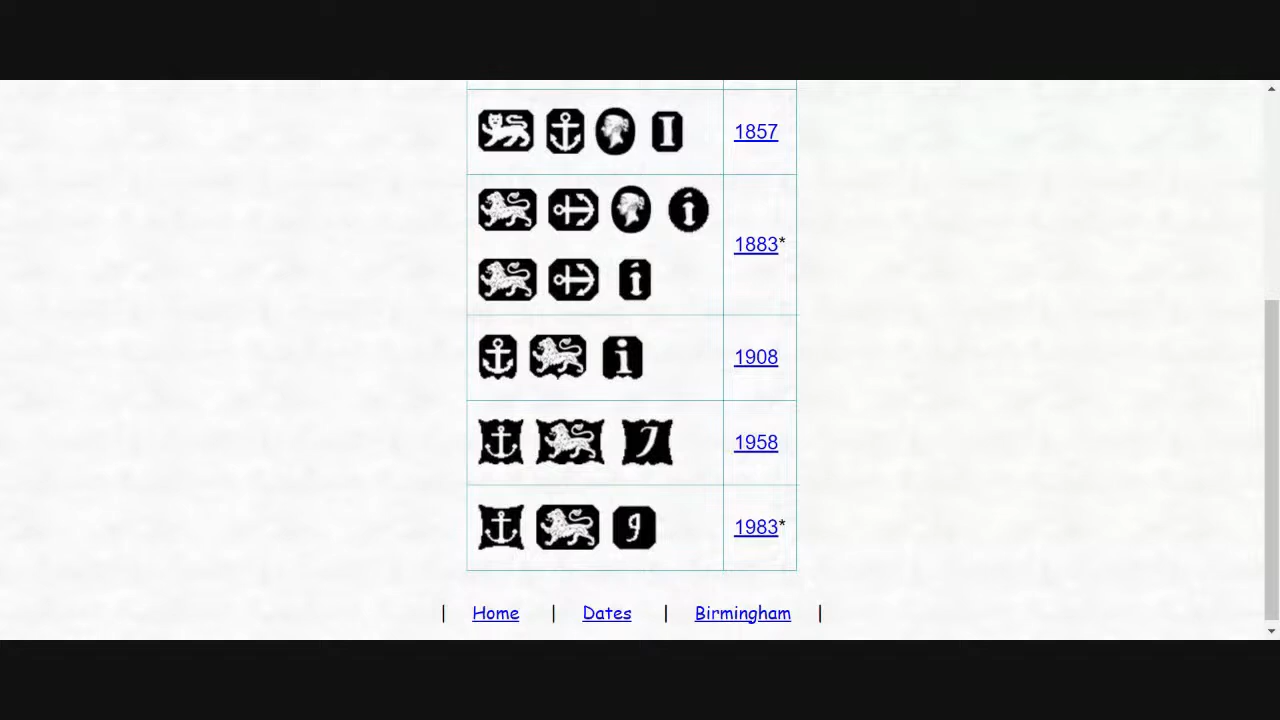 I 1857
î
1883*
î
i 1908
J 1958
g 1983*
| Home | Dates | Birmingham |